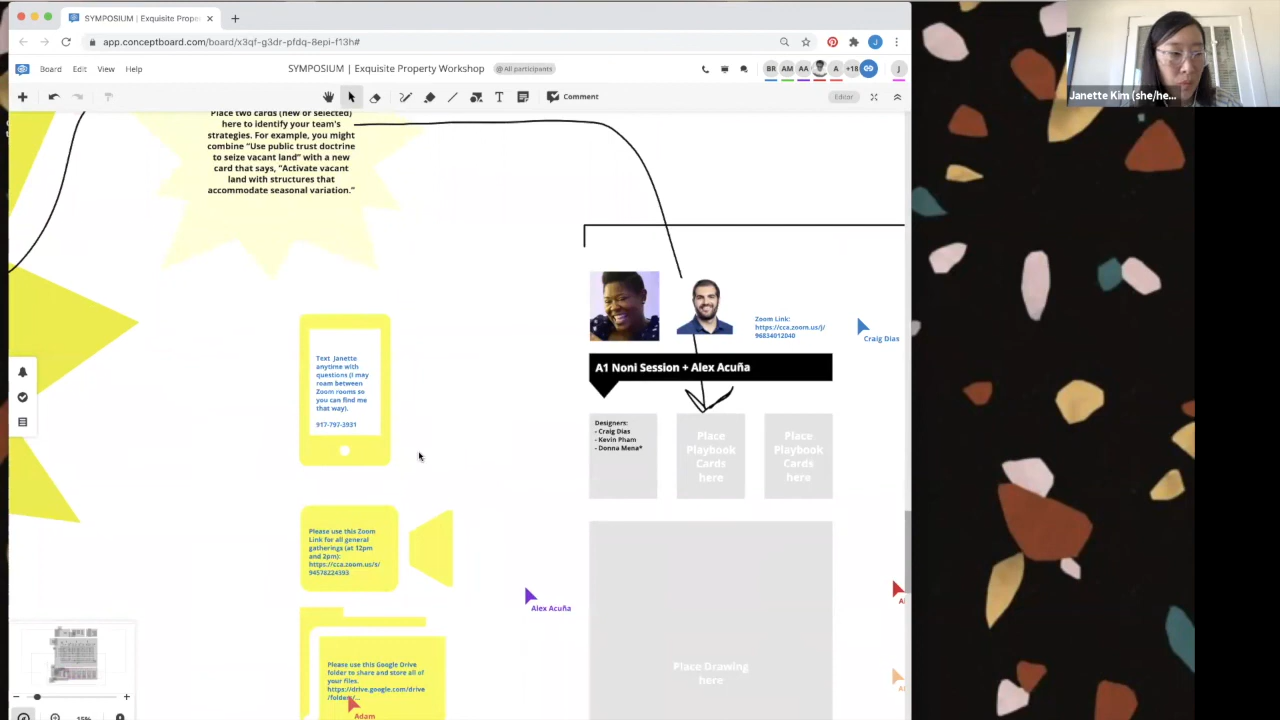 SYMPOSIUM | Exquisite Prope
app.conceptboard.com/board/x3qf-g3dr-pfdq-8epi-f13h#
J
Board Edit View Help
SYMPOSIUM | Exquisite Property Workshop
@ All participants
BR AM AA A +18
J
T
Comment
Editor
Place two cards (new or selected)
here to identify your team's
strategies. For example, you might
combine “Use public trust doctrine
to seize vacant land” with a new
card that says, “Activate vacant
land with structures that
accommodate seasonal variation.”
Janette Kim (she/he...
Zoom Link:
https://cca.zoom.us/j/
96834012040
Craig Dias
A1 Noni Session + Alex Acuña
Text Janette
anytime with
questions (I may
roam between
Zoom rooms so
you can find me
that way).
917-797-3931
Designers:
- Craig Dias
- Kevin Pham
- Donna Mena*
Place
Playbook
Cards
here
Place
Playbook
Cards
here
Please use this Zoom
Link for all general
gatherings (at 12pm
and 2pm):
https://cca.zoom.us/s/
94578224593
Alex Acuña
Al
Please use this Google Drive
folder to share and store all of
your files.
https://drive.google.com/drive
/folders/...
Adam
Place Drawing
here
Al
15%